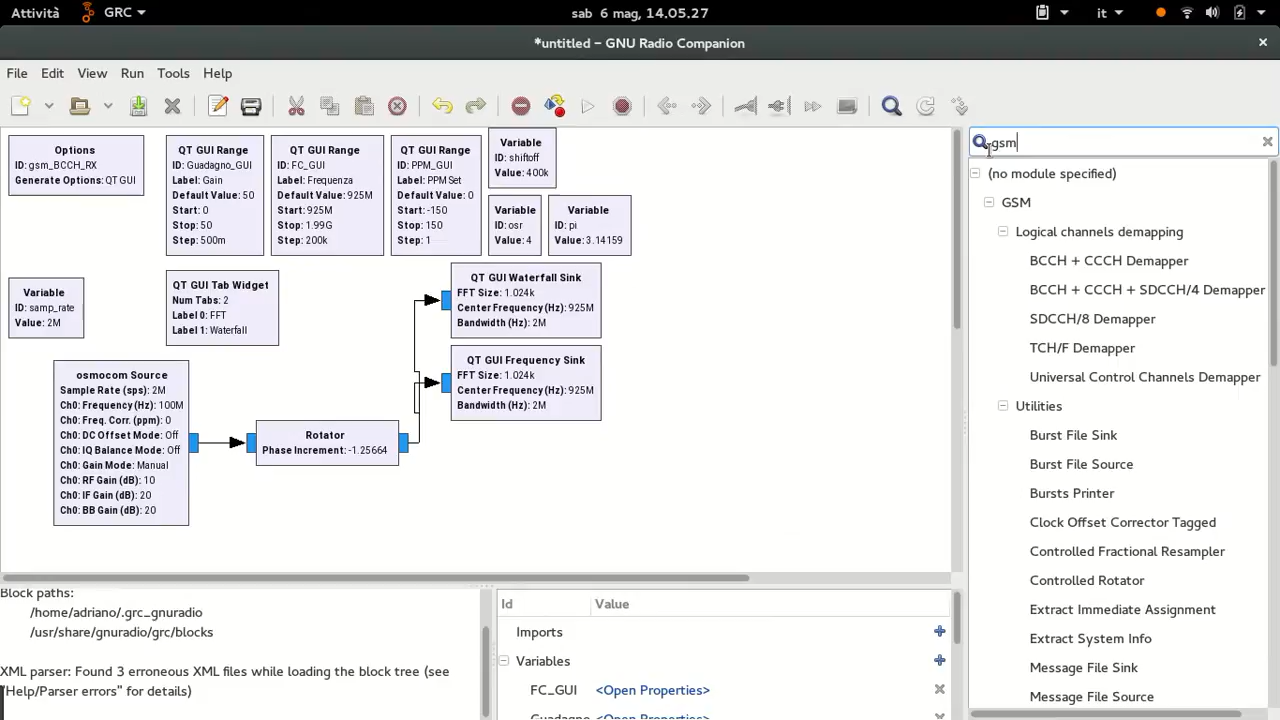 Attività
GRC
sab 6 mag, 14.05.27
it
*untitled – GNU Radio Companion
File Edit View Run Tools Help
Options
ID: gsm_BCCH_RX
Generate Options: QT GUI
QT GUI Range
ID: Guadagno_GUI
Label: Gain
Default Value: 50
Start: 0
Stop: 50
Step: 500m
QT GUI Range
ID: FC_GUI
Label: Frequenza
Default Value: 925M
Start: 925M
Stop: 1.99G
Step: 200k
QT GUI Range
ID: PPM_GUI
Label: PPM Set
Default Value: 0
Start: -150
Stop: 150
Step: 1
Variable
ID: shiftoff
Value: 400k
Variable
ID: osr
Value: 4
Variable
ID: pi
Value: 3.14159
Variable
ID: samp_rate
Value: 2M
QT GUI Tab Widget
Num Tabs: 2
Label 0: FFT
Label 1: Waterfall
QT GUI Waterfall Sink
FFT Size: 1.024k
Center Frequency (Hz): 925M
Bandwidth (Hz): 2M
QT GUI Frequency Sink
FFT Size: 1.024k
Center Frequency (Hz): 925M
Bandwidth (Hz): 2M
osmocom Source
Sample Rate (sps): 2M
Ch0: Frequency (Hz): 100M
Ch0: Freq. Corr. (ppm): 0
Ch0: DC Offset Mode: Off
Ch0: IQ Balance Mode: Off
Ch0: Gain Mode: Manual
Ch0: RF Gain (dB): 10
Ch0: IF Gain (dB): 20
Ch0: BB Gain (dB): 20
Rotator
Phase Increment: -1.25664
gsm
(no module specified)
GSM
Logical channels demapping
BCCH + CCCH Demapper
BCCH + CCCH + SDCCH/4 Demapper
SDCCH/8 Demapper
TCH/F Demapper
Universal Control Channels Demapper
Utilities
Burst File Sink
Burst File Source
Bursts Printer
Clock Offset Corrector Tagged
Controlled Fractional Resampler
Controlled Rotator
Extract Immediate Assignment
Extract System Info
Message File Sink
Message File Source
Block paths:
/home/adriano/.grc_gnuradio
/usr/share/gnuradio/grc/blocks
XML parser: Found 3 erroneous XML files while loading the block tree (see
"Help/Parser errors" for details)
Id Value
Imports
Variables
FC_GUI <Open Properties>
Guadagno <Open Properties>